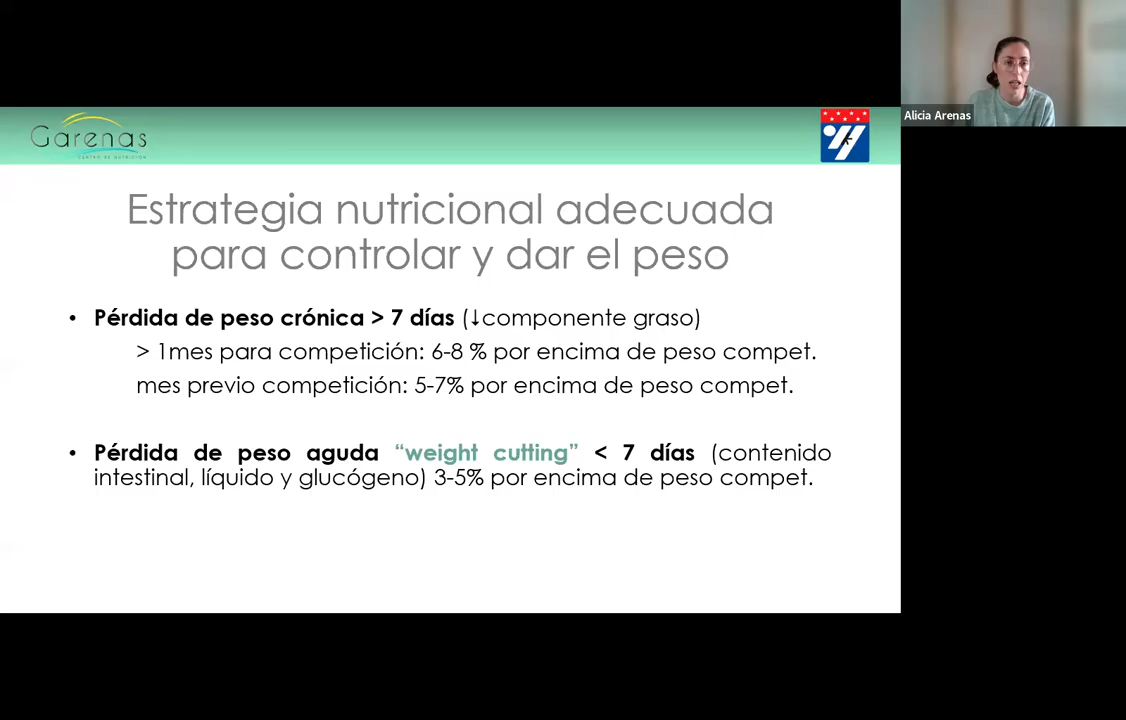 Garenas
CENTRO DE NUTRICIÓN
Alicia Arenas
Estrategia nutricional adecuada
para controlar y dar el peso
• Pérdida de peso crónica > 7 días (↓componente graso)
> 1mes para competición: 6-8 % por encima de peso compet.
mes previo competición: 5-7% por encima de peso compet.
• Pérdida de peso aguda “weight cutting” < 7 días (contenido
intestinal, líquido y glucógeno) 3-5% por encima de peso compet.